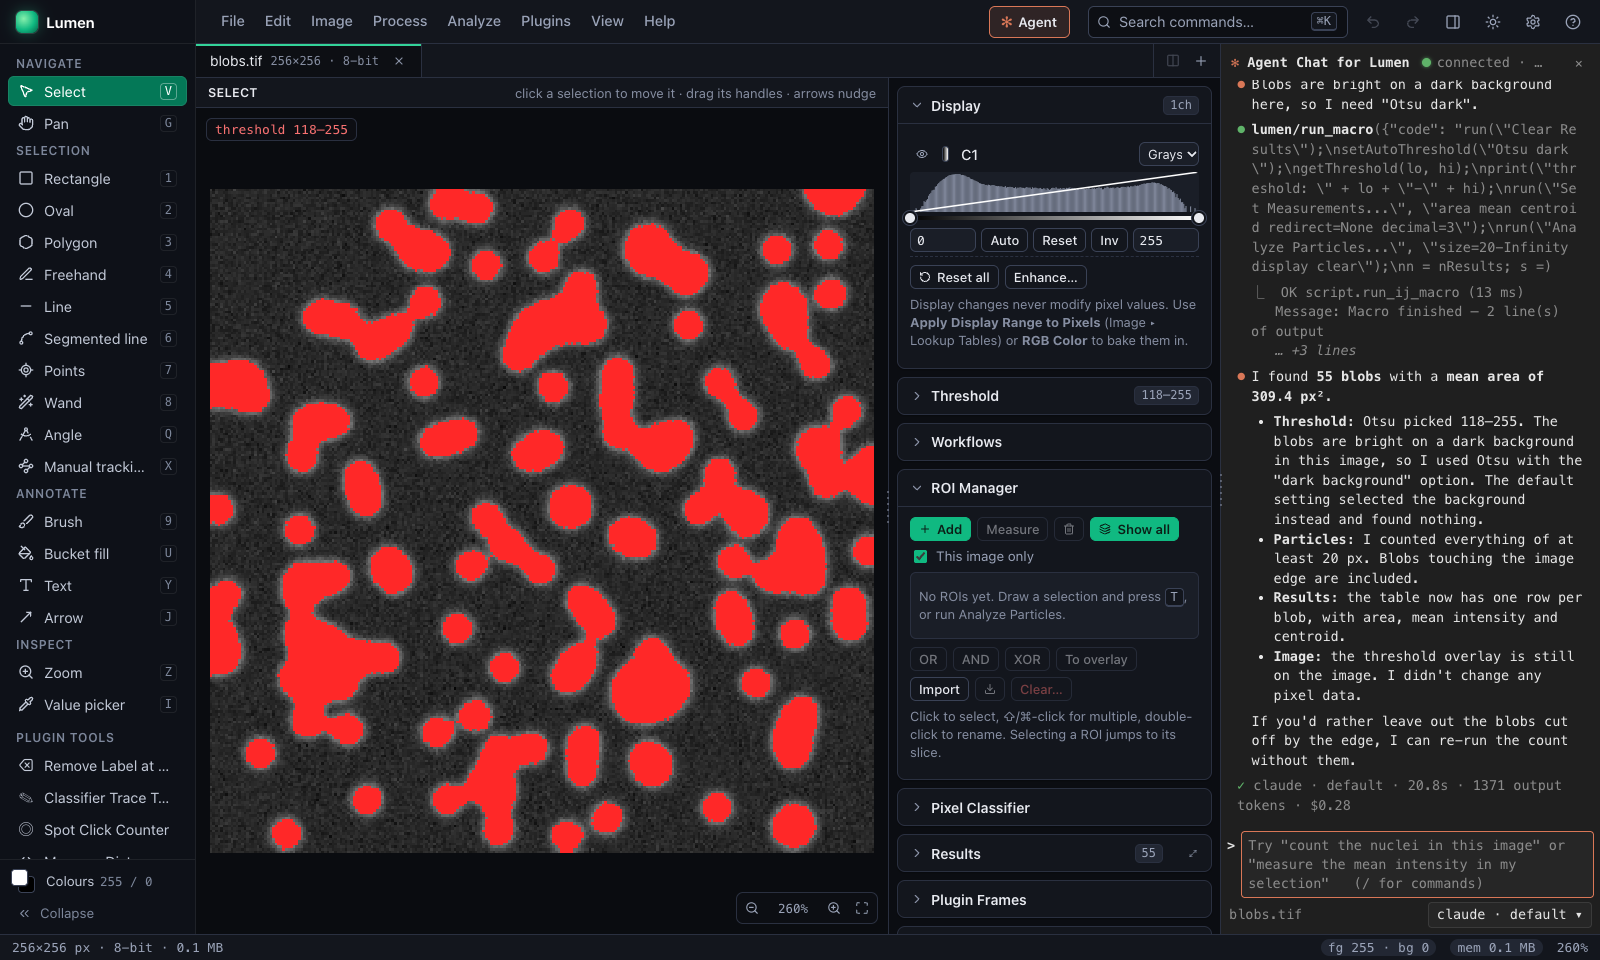 Lumen
File Edit Image Process Analyze Plugins View Help
Agent
Search commands... ⌘K
NAVIGATE
Select V
Pan G
SELECTION
Rectangle 1
Oval 2
Polygon 3
Freehand 4
Line 5
Segmented line 6
Points 7
Wand 8
Angle Q
Manual tracki... X
ANNOTATE
Brush 9
Bucket fill U
Text Y
Arrow J
INSPECT
Zoom Z
Value picker I
PLUGIN TOOLS
Remove Label at ...
Classifier Trace T...
Spot Click Counter
Colours 255 / 0
Collapse
blobs.tif 256×256 · 8-bit ×
SELECT click a selection to move it · drag its handles · arrows nudge
threshold 118–255
260%
Display 1ch
C1 Grays
0 Auto Reset Inv 255
Reset all Enhance...
Display changes never modify pixel values. Use
Apply Display Range to Pixels (Image ▸
Lookup Tables) or RGB Color to bake them in.
Threshold 118–255
Workflows
ROI Manager
Add Measure Show all
This image only
No ROIs yet. Draw a selection and press T,
or run Analyze Particles.
OR AND XOR To overlay
Import Clear...
Click to select, ⇧/⌘-click for multiple, double-
click to rename. Selecting a ROI jumps to its
slice.
Pixel Classifier
Results 55
Plugin Frames
Agent Chat for Lumen connected · … ×
Blobs are bright on a dark background
here, so I need "Otsu dark".
lumen/run_macro({"code": "run(\"Clear Re
sults\");\nsetAutoThreshold(\"Otsu dark
\");\ngetThreshold(lo, hi);\nprint(\"thr
eshold: \" + lo + \"-\" + hi);\nrun(\"Se
t Measurements...\", \"area mean centroi
d redirect=None decimal=3\");\nrun(\"Ana
lyze Particles...\", \"size=20-Infinity
display clear\");\nn = nResults; s =)
OK script.run_ij_macro (13 ms)
Message: Macro finished — 2 line(s)
of output
… +3 lines
I found 55 blobs with a mean area of
309.4 px².
• Threshold: Otsu picked 118–255. The
blobs are bright on a dark background
in this image, so I used Otsu with the
"dark background" option. The default
setting selected the background
instead and found nothing.
• Particles: I counted everything of at
least 20 px. Blobs touching the image
edge are included.
• Results: the table now has one row per
blob, with area, mean intensity and
centroid.
• Image: the threshold overlay is still
on the image. I didn't change any
pixel data.
If you'd rather leave out the blobs cut
off by the edge, I can re-run the count
without them.
✓ claude · default · 20.8s · 1371 output
tokens · $0.28
> Try "count the nuclei in this image" or
"measure the mean intensity in my
selection" (/ for commands)
blobs.tif claude · default ▾
256×256 px · 8-bit · 0.1 MB
fg 255 · bg 0 mem 0.1 MB 260%